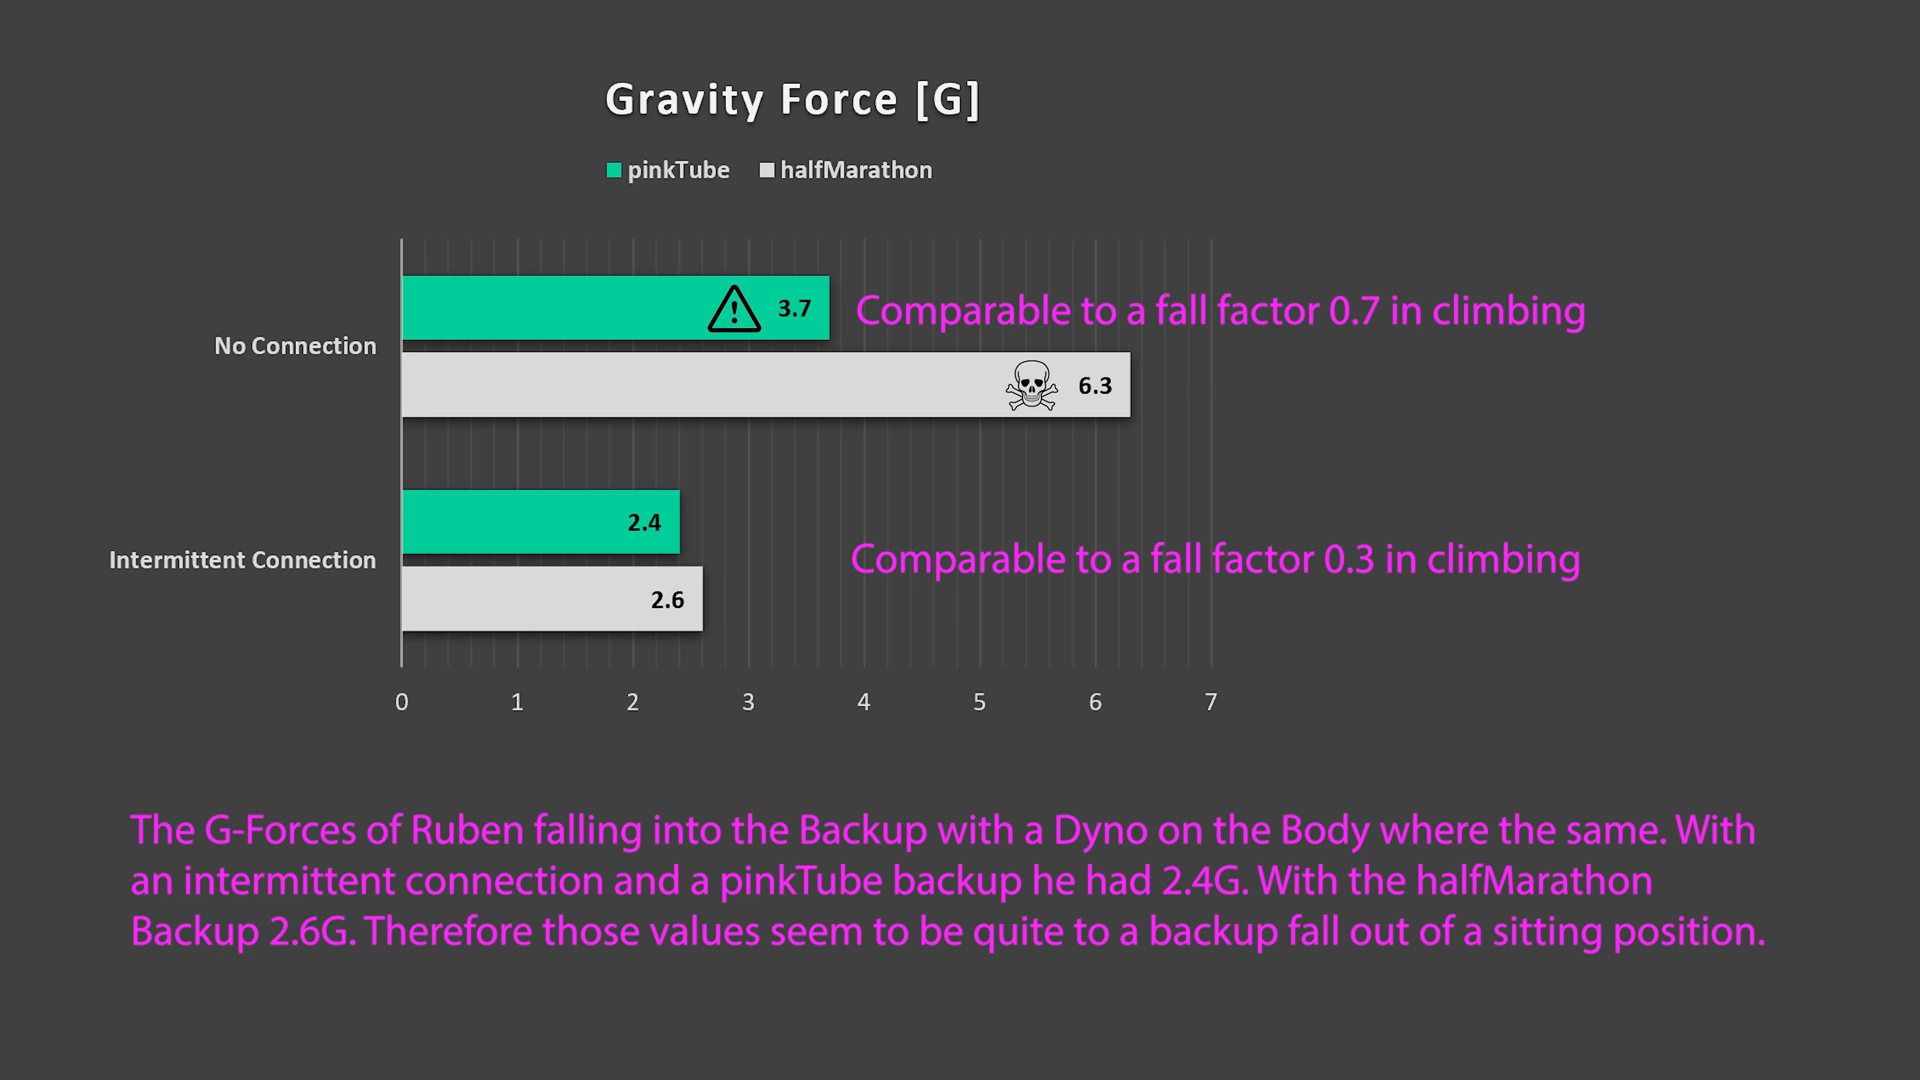 Gravity Force [G]
pinkTube halfMarathon
No Connection
3.7 Comparable to a fall factor 0.7 in climbing
6.3
Intermittent Connection
2.4
Comparable to a fall factor 0.3 in climbing
2.6
0 1 2 3 4 5 6 7
The G-Forces of Ruben falling into the Backup with a Dyno on the Body where the same. With
an intermittent connection and a pinkTube backup he had 2.4G. With the halfMarathon
Backup 2.6G. Therefore those values seem to be quite to a backup fall out of a sitting position.